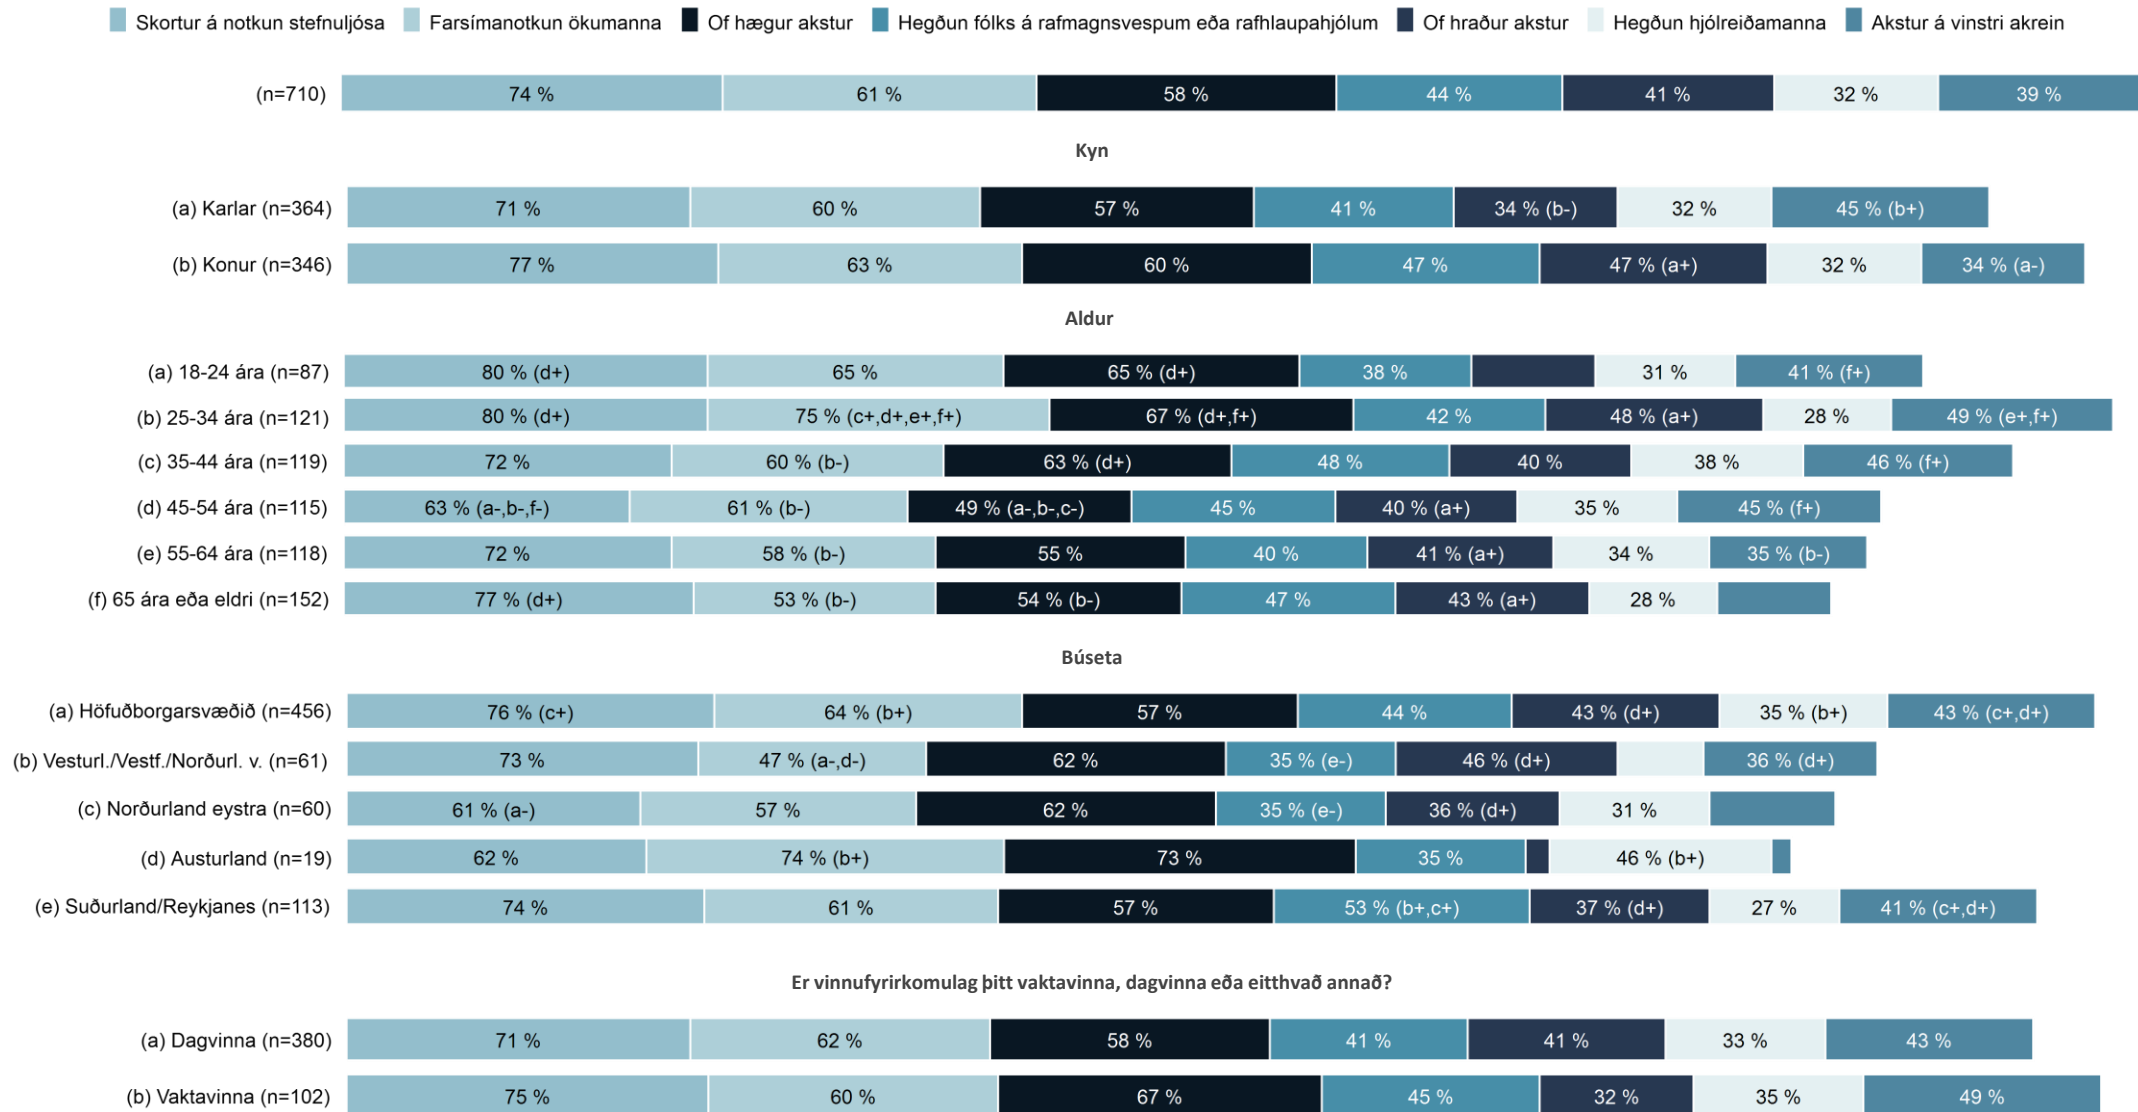 Skortur á notkun stefnuljósa Farsímanotkun ökumanna Of hægur akstur Hegðun fólks á rafmagnsvespum eða rafhlaupahjólum Of hraður akstur Hegðun hjólreiðamanna Akstur á vinstri akrein
(n=710) 74 % 61 % 58 % 44 % 41 % 32 % 39 %
Kyn
(a) Karlar (n=364) 71 % 60 % 57 % 41 % 34 % (b-) 32 % 45 % (b+)
(b) Konur (n=346) 77 % 63 % 60 % 47 % 47 % (a+) 32 % 34 % (a-)
Aldur
(a) 18-24 ára (n=87) 80 % (d+) 65 % 65 % (d+) 38 % 31 % 41 % (f+)
(b) 25-34 ára (n=121) 80 % (d+) 75 % (c+,d+,e+,f+) 67 % (d+,f+) 42 % 48 % (a+) 28 % 49 % (e+,f+)
(c) 35-44 ára (n=119) 72 % 60 % (b-) 63 % (d+) 48 % 40 % 38 % 46 % (f+)
(d) 45-54 ára (n=115) 63 % (a-,b-,f-) 61 % (b-) 49 % (a-,b-,c-) 45 % 40 % (a+) 35 % 45 % (f+)
(e) 55-64 ára (n=118) 72 % 58 % (b-) 55 % 40 % 41 % (a+) 34 % 35 % (b-)
(f) 65 ára eða eldri (n=152) 77 % (d+) 53 % (b-) 54 % (b-) 47 % 43 % (a+) 28 %
Búseta
(a) Höfuðborgarsvæðið (n=456) 76 % (c+) 64 % (b+) 57 % 44 % 43 % (d+) 35 % (b+) 43 % (c+,d+)
(b) Vesturl./Vestf./Norðurl. v. (n=61) 73 % 47 % (a-,d-) 62 % 35 % (e-) 46 % (d+) 36 % (d+)
(c) Norðurland eystra (n=60) 61 % (a-) 57 % 62 % 35 % (e-) 36 % (d+) 31 %
(d) Austurland (n=19) 62 % 74 % (b+) 73 % 35 % 46 % (b+)
(e) Suðurland/Reykjanes (n=113) 74 % 61 % 57 % 53 % (b+,c+) 37 % (d+) 27 % 41 % (c+,d+)
Er vinnufyrirkomulag þitt vaktavinna, dagvinna eða eitthvað annað?
(a) Dagvinna (n=380) 71 % 62 % 58 % 41 % 41 % 33 % 43 %
(b) Vaktavinna (n=102) 75 % 60 % 67 % 45 % 32 % 35 % 49 %